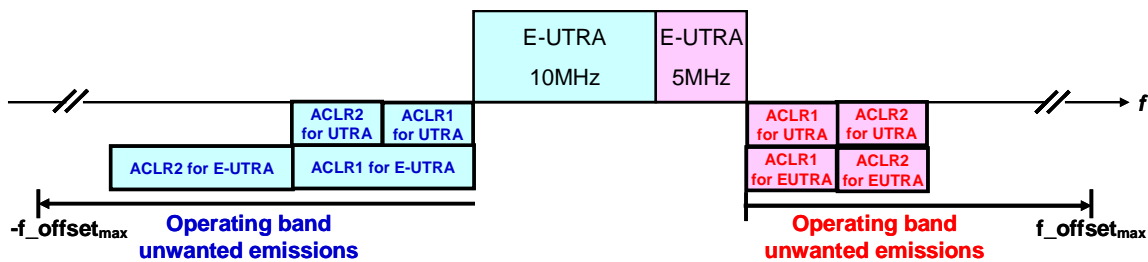 E-UTRA
10MHz
E-UTRA
5MHz
f
ACLR2
for UTRA
ACLR1
for UTRA
ACLR1
for UTRA
ACLR2
for UTRA
ACLR2 for E-UTRA
ACLR1 for E-UTRA
ACLR1
for EUTRA
ACLR2
for EUTRA
-f_offsetmax
Operating band
unwanted emissions
Operating band
unwanted emissions
f_offsetmax